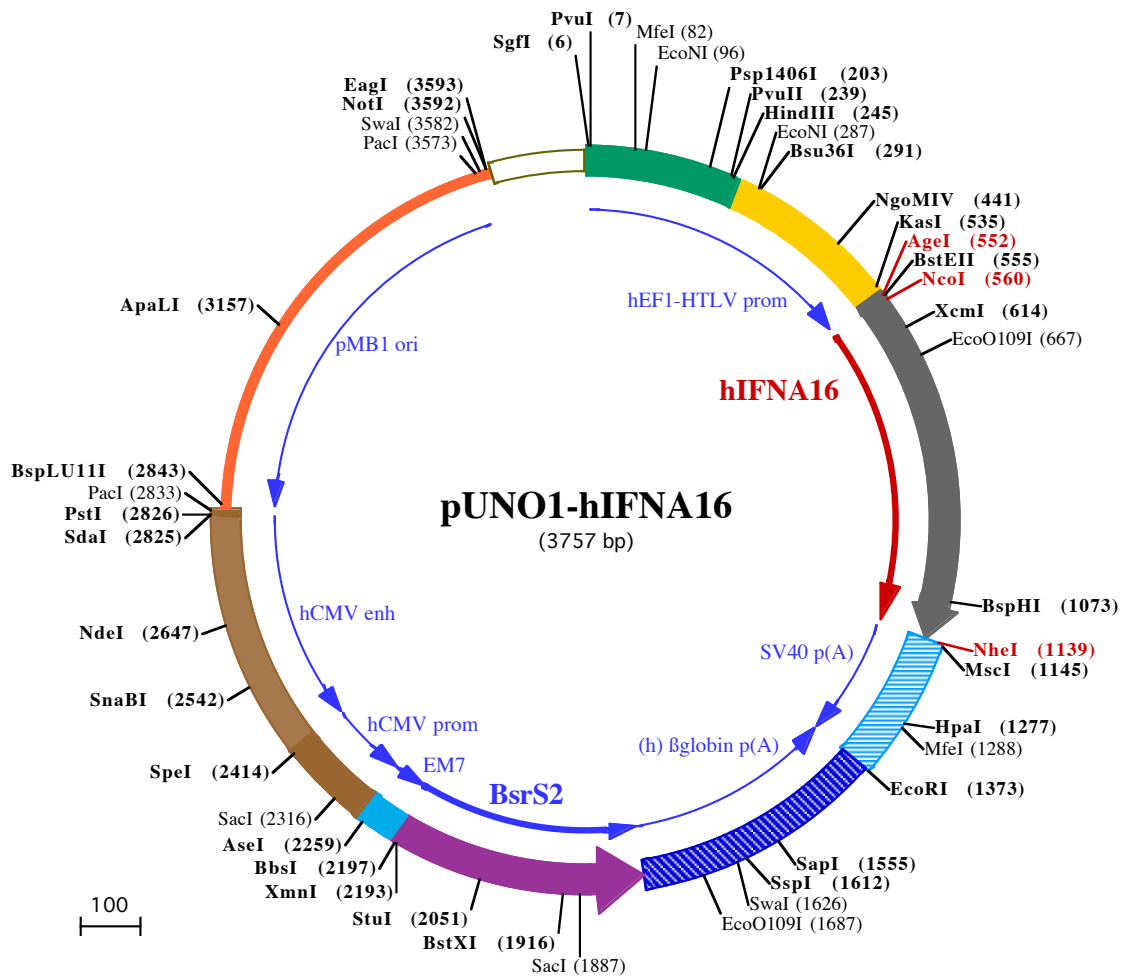 PvuI (7)
SgfI (6)
MfeI (82)
EcoNI (96)
Psp1406I (203)
PvuII (239)
HindIII (245)
EcoNI (287)
Bsu36I (291)
EagI (3593)
NotI (3592)
SwaI (3582)
PacI (3573)
NgoMIV (441)
KasI (535)
AgeI (552)
BstEII (555)
NcoI (560)
XcmI (614)
EcoO109I (667)
ApaLI (3157)
hEF1-HTLV prom
pMB1 ori
hIFNA16
BspLU11I (2843)
PacI (2833)
PstI (2826)
SdaI (2825)
pUNO1-hIFNA16
(3757 bp)
BspHI (1073)
NheI (1139)
MscI (1145)
hCMV enh
SV40 p(A)
NdeI (2647)
SnaBI (2542)
hCMV prom
(h) ßglobin p(A)
HpaI (1277)
MfeI (1288)
SpeI (2414)
EM7
BsrS2
EcoRI (1373)
SacI (2316)
AseI (2259)
BbsI (2197)
XmnI (2193)
StuI (2051)
BstXI (1916)
SacI (1887)
SapI (1555)
SspI (1612)
SwaI (1626)
EcoO109I (1687)
100